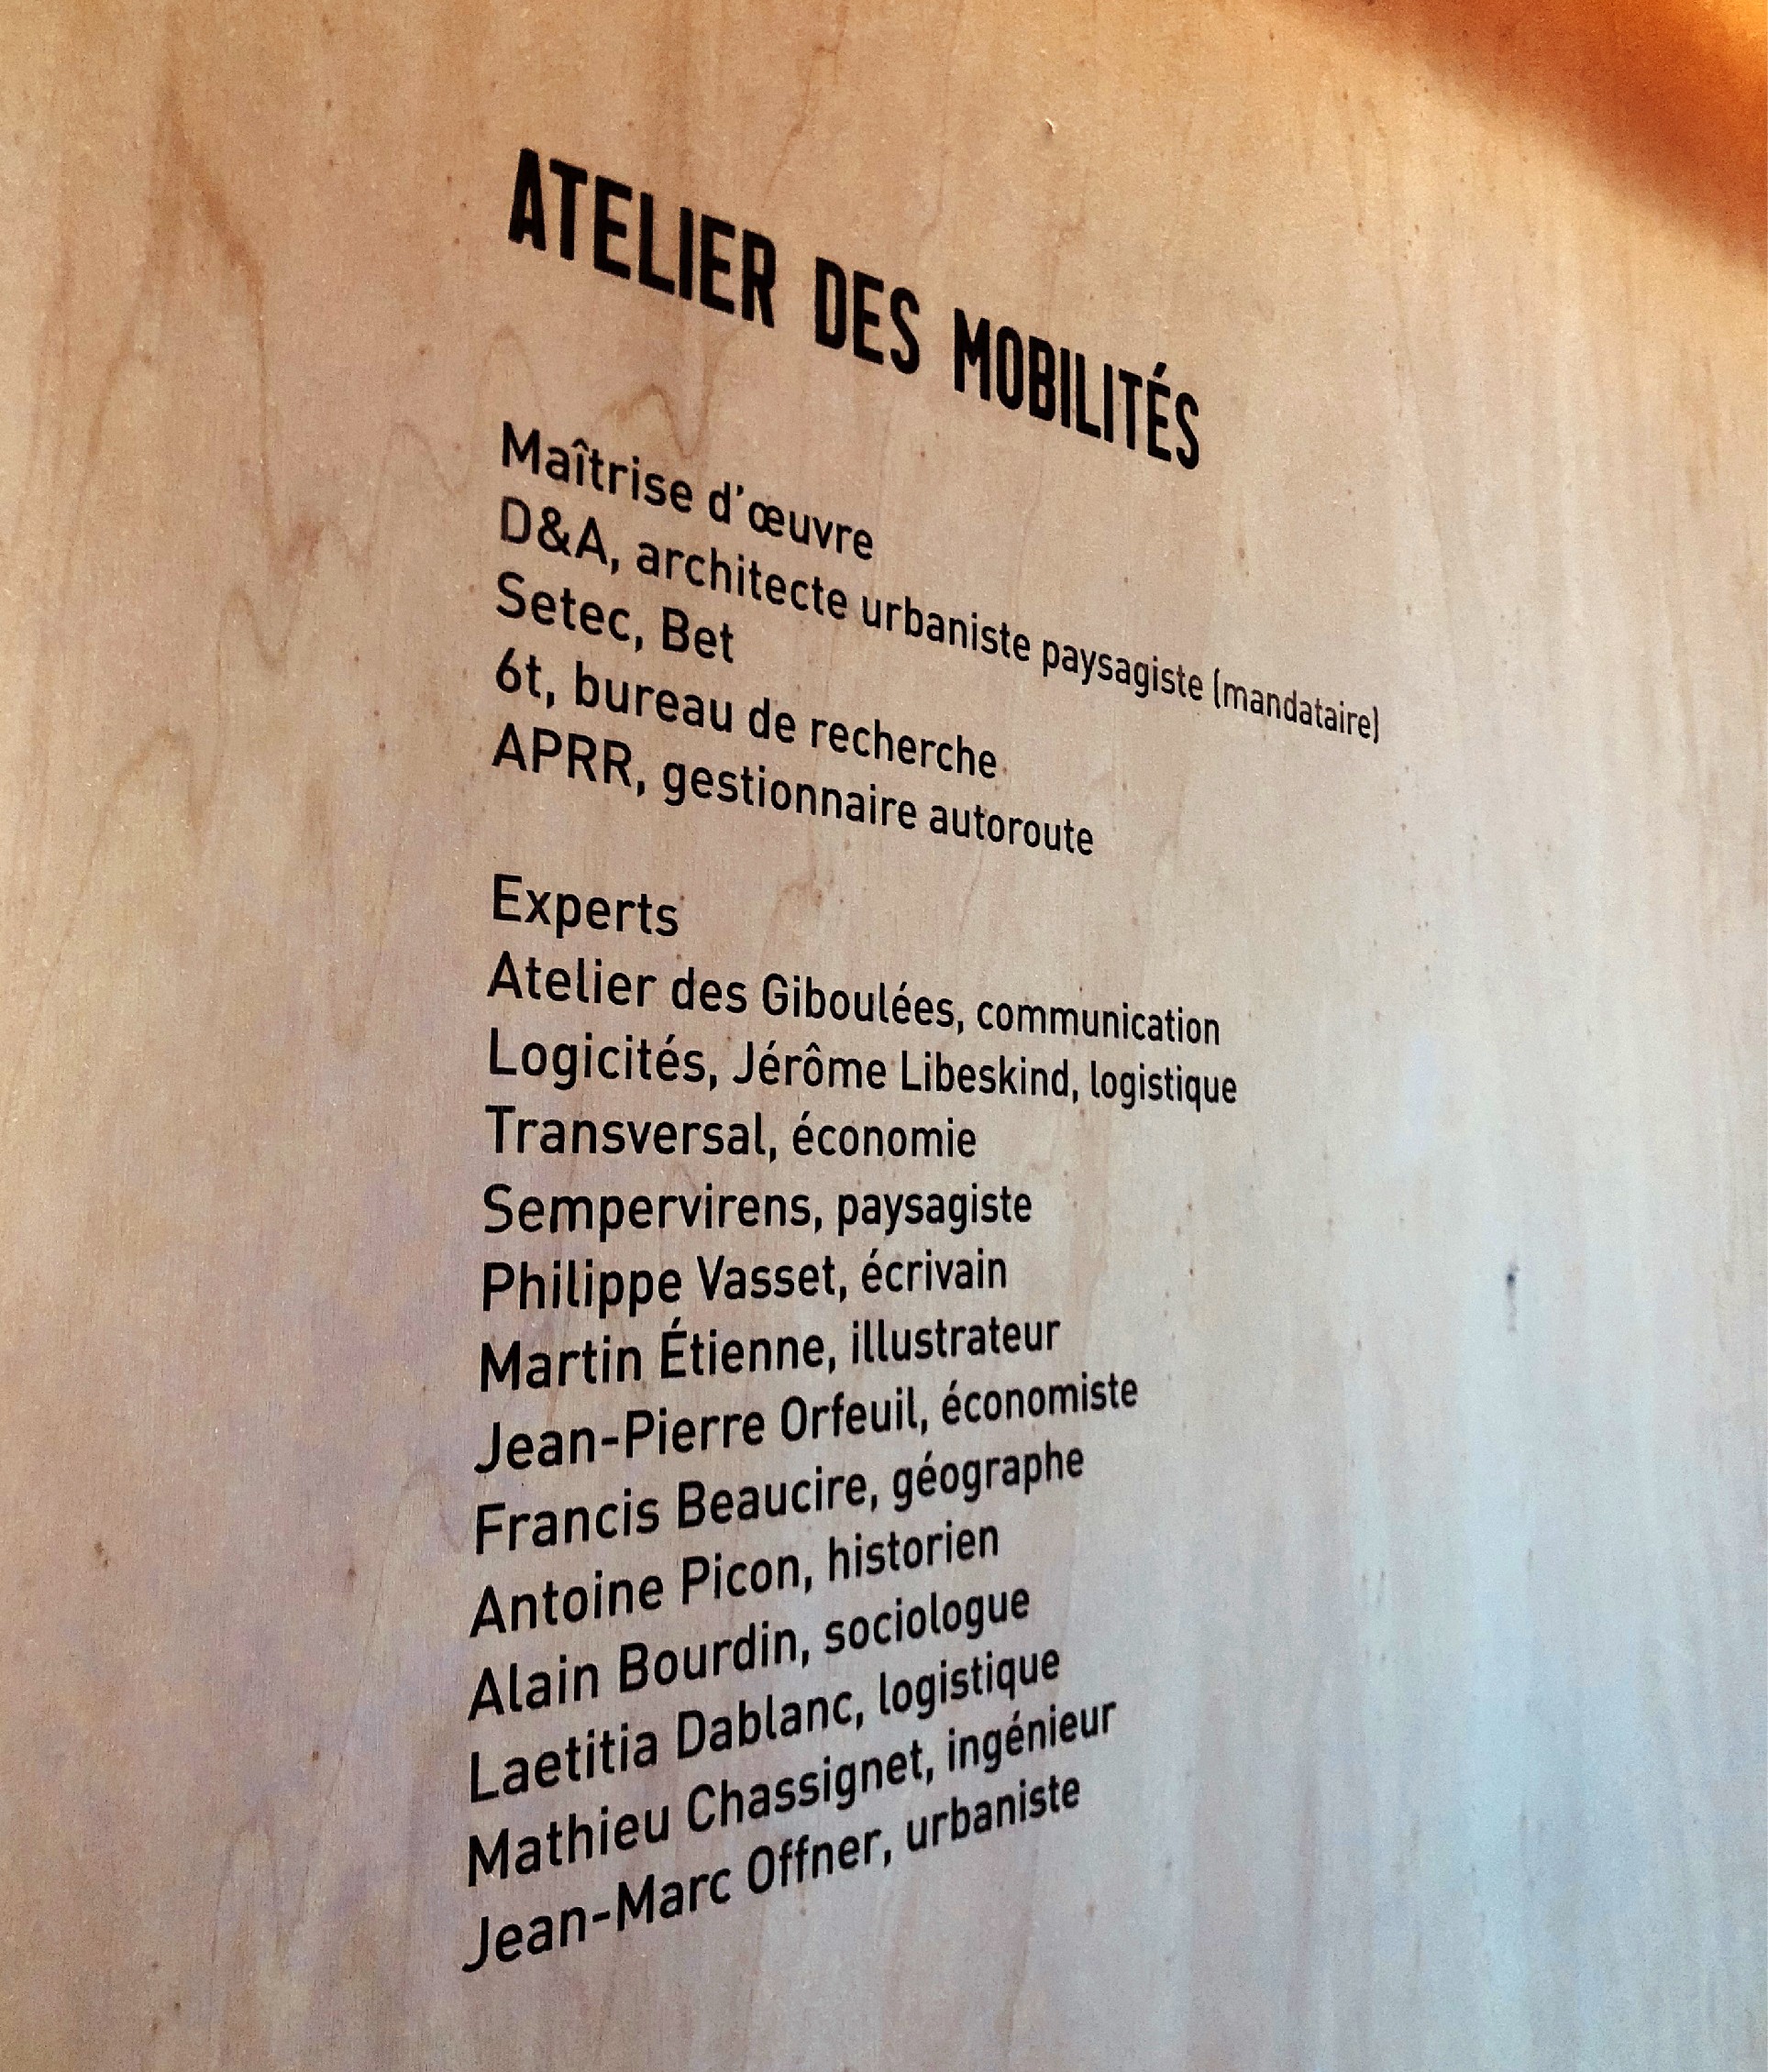 ATELIER DES MOBILITÉS
Maîtrise d'œuvre
D&A, architecte urbaniste paysagiste (mandataire)
Setec, Bet
6t, bureau de recherche
APRR, gestionnaire autoroute
Experts
Atelier des Giboulées, communication
Logicités, Jérôme Libeskind, logistique
Transversal, économie
Sempervirens, paysagiste
Philippe Vasset, écrivain
Martin Étienne, illustrateur
Jean-Pierre Orfeuil, économiste
Francis Beaucire, géographe
Antoine Picon, historien
Alain Bourdin, sociologue
Laetitia Dablanc, logistique
Mathieu Chassignet, ingénieur
Jean-Marc Offner, urbaniste